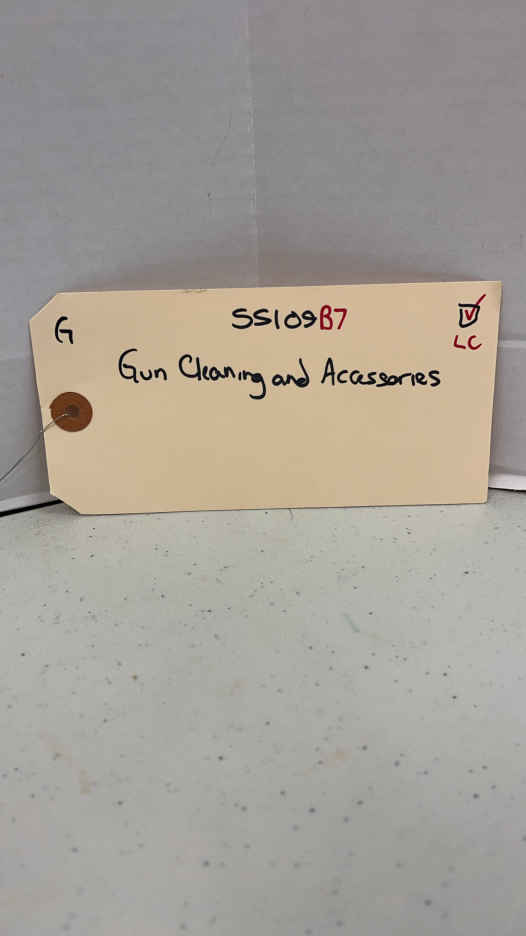 G
SS109B7
LC
Gun Cleaning and Accessories